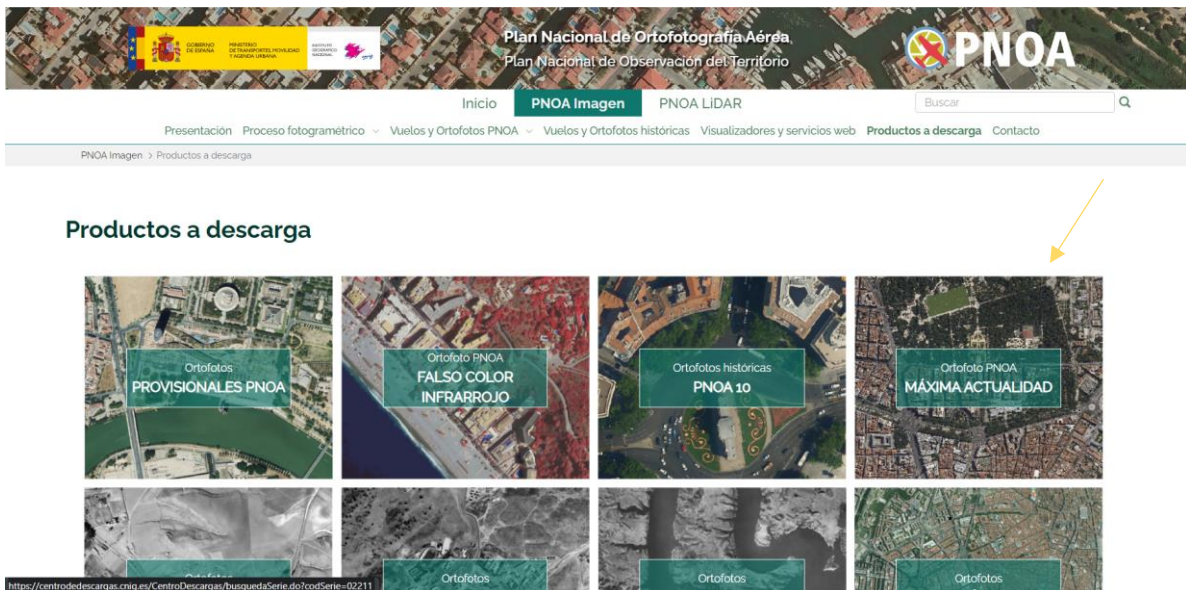 GOBIERNO
DE ESPAÑA
MINISTERIO
DE TRANSPORTES, MOVILIDAD
Y AGENDA URBANA
INSTITUTO
GEOGRÁFICO
NACIONAL
Plan Nacional de Ortofotografía Aérea
Plan Nacional de Observación del Territorio
PNOA
Inicio PNOA Imagen PNOA LiDAR Buscar
Presentación Proceso fotogramétrico Vuelos y Ortofotos PNOA Vuelos y Ortofotos históricas Visualizadores y servicios web Productos a descarga Contacto
PNOA Imagen > Productos a descarga
Productos a descarga
Ortofotos
PROVISIONALES PNOA
Ortofoto PNOA
FALSO COLOR
INFRARROJO
Ortofotos históricas
PNOA 10
Ortofoto PNOA
MÁXIMA ACTUALIDAD
Ortofotos
Ortofotos
Ortofotos
Ortofotos
https://centrodedescargas.cnig.es/CentroDescargas/busquedaSerie.do?codSerie=02211